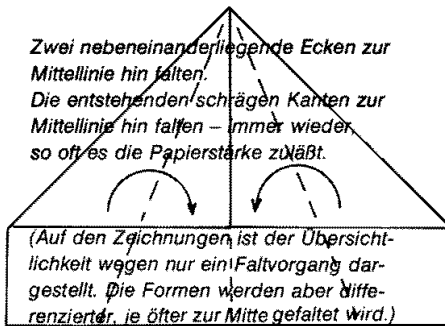 Zwei nebeneinanderliegende Ecken zur
Mittellinie hin falten.
Die entstehenden schrägen Kanten zur
Mittellinie hin falten – immer wieder,
so oft es die Papierstärke zuläßt.
(Auf den Zeichnungen ist der Übersicht-
lichkeit wegen nur ein Faltvorgang dar-
gestellt. Die Formen werden aber diffe-
renzierter, je öfter zur Mitte gefaltet wird.)